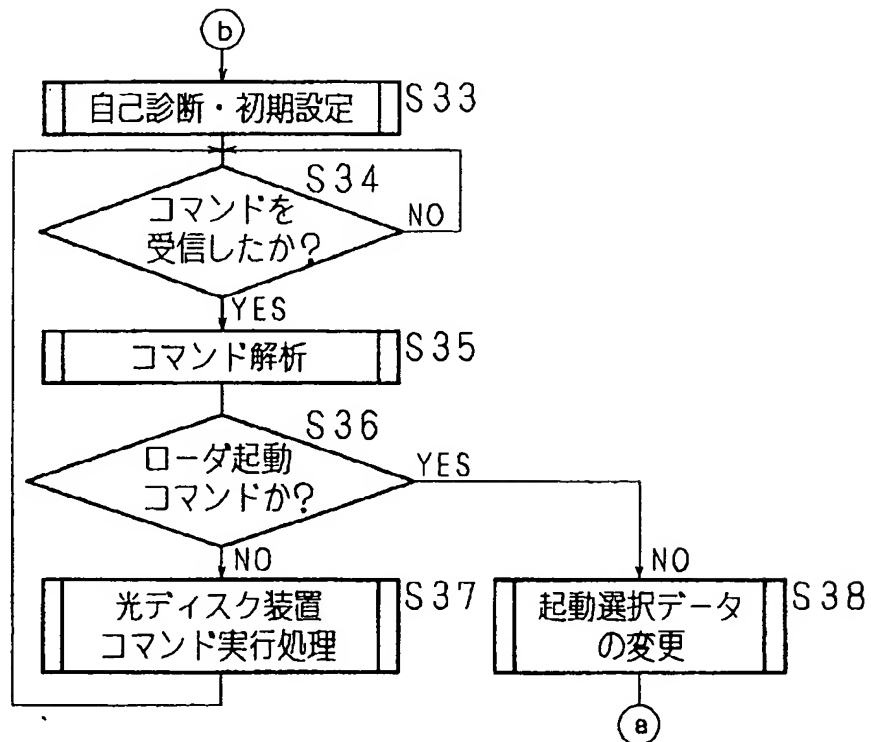 b
自己診断・初期設定
S33
S34
コマンドを
受信したか?
NO
YES
コマンド解析
S35
S36
ローダ起動
コマンドか?
YES
NO
NO
光ディスク装置
コマンド実行処理
S37
起動選択データ
の変更
S38
a